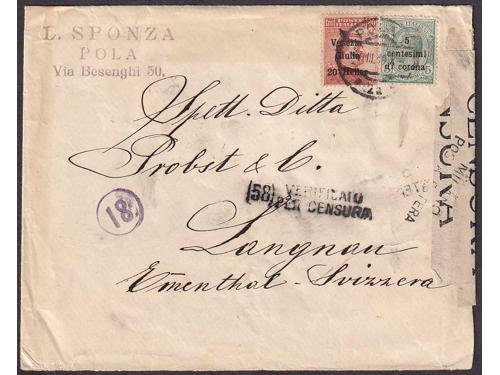 L. SPONZA
POLA
Via Besenghi 50.
Venezia
Giulia
20 Heller
5
centesimi
di corona
Spett. Ditta
Probst & C.
(58) VERIFICATO
PER CENSURA
18
Langnau
Ementhal - Svizzera